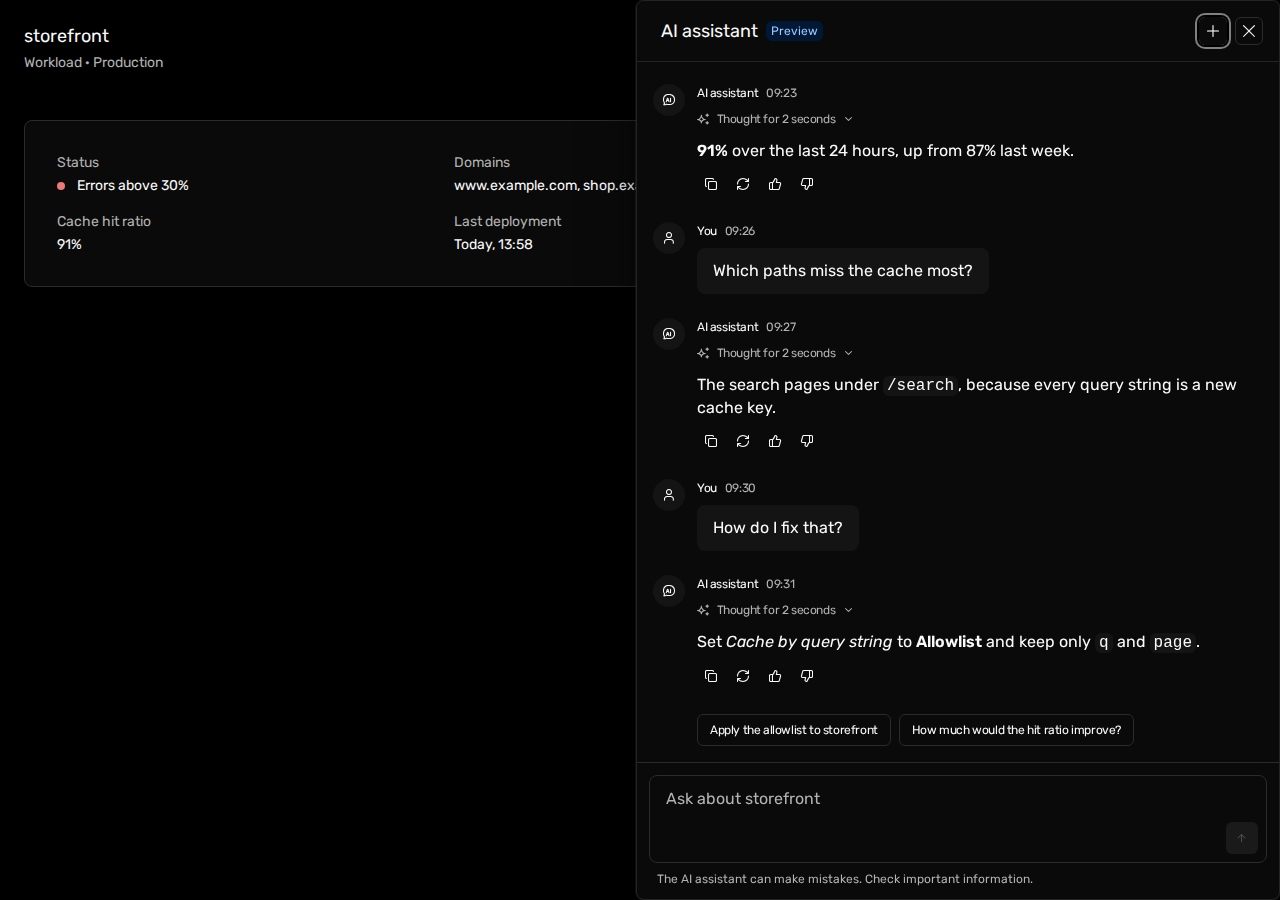 storefront
Workload • Production
Status
Errors above 30%
Domains
www.example.com, shop.ex
Cache hit ratio
91%
Last deployment
Today, 13:58
AI assistant
Preview
AI assistant 09:23
Thought for 2 seconds
91% over the last 24 hours, up from 87% last week.
You 09:26
Which paths miss the cache most?
AI assistant 09:27
Thought for 2 seconds
The search pages under /search, because every query string is a new
cache key.
You 09:30
How do I fix that?
AI assistant 09:31
Thought for 2 seconds
Set Cache by query string to Allowlist and keep only q and page.
Apply the allowlist to storefront
How much would the hit ratio improve?
Ask about storefront
The AI assistant can make mistakes. Check important information.